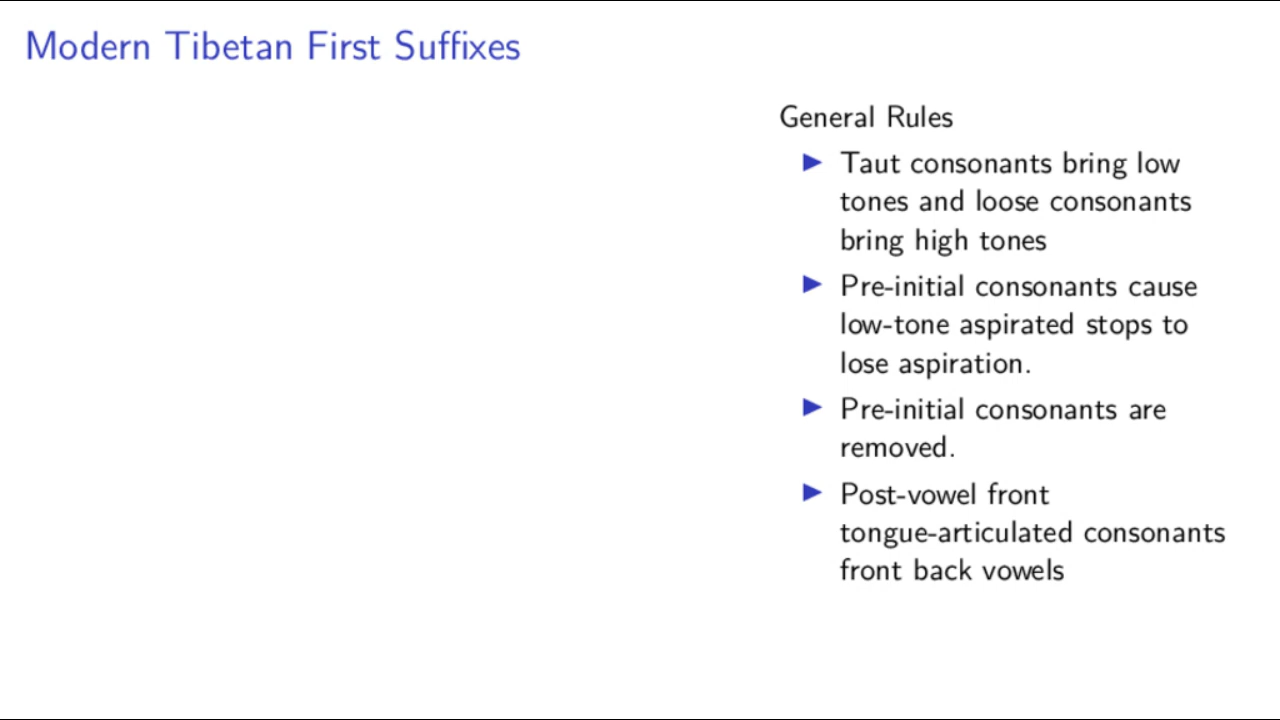 Modern Tibetan First Suffixes
General Rules
▶ Taut consonants bring low
tones and loose consonants
bring high tones
▶ Pre-initial consonants cause
low-tone aspirated stops to
lose aspiration.
▶ Pre-initial consonants are
removed.
▶ Post-vowel front
tongue-articulated consonants
front back vowels